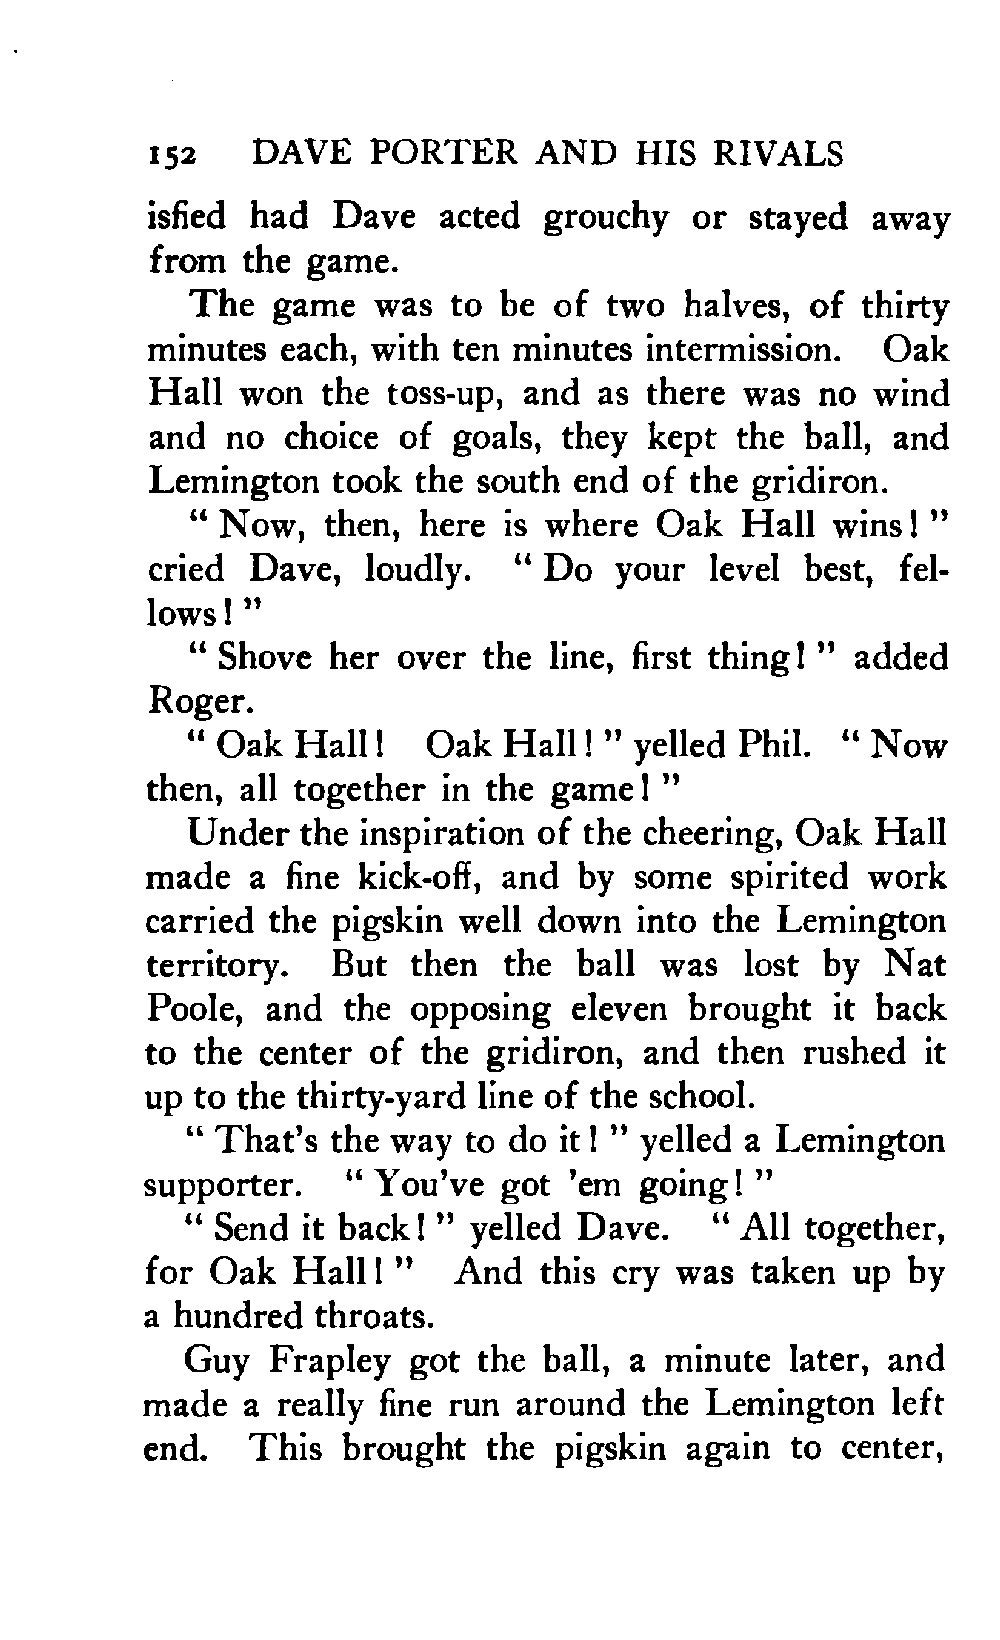 152 DAVE PORTER AND HIS RIVALS
isfied had Dave acted grouchy or stayed away
from the game.
The game was to be of two halves, of thirty
minutes each, with ten minutes intermission. Oak
Hall won the toss-up, and as there was no wind
and no choice of goals, they kept the ball, and
Lemington took the south end of the gridiron.
" Now, then, here is where Oak Hall wins! "
cried Dave, loudly. " Do your level best, fel-
lows! "
" Shove her over the line, first thing! " added
Roger.
" Oak Hall! Oak Hall! " yelled Phil. " Now
then, all together in the game! "
Under the inspiration of the cheering, Oak Hall
made a fine kick-off, and by some spirited work
carried the pigskin well down into the Lemington
territory. But then the ball was lost by Nat
Poole, and the opposing eleven brought it back
to the center of the gridiron, and then rushed it
up to the thirty-yard line of the school.
" That's the way to do it! " yelled a Lemington
supporter. " You've got 'em going! "
" Send it back! " yelled Dave. " All together,
for Oak Hall! " And this cry was taken up by
a hundred throats.
Guy Frapley got the ball, a minute later, and
made a really fine run around the Lemington left
end. This brought the pigskin again to center,